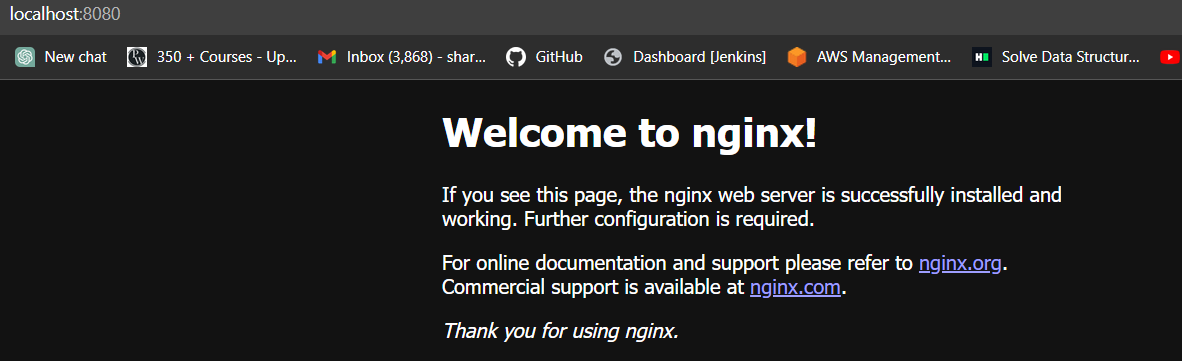 localhost:8080
New chat 350 + Courses - Up... Inbox (3,868) - shar... GitHub Dashboard [Jenkins] AWS Management... Solve Data Structur...
Welcome to nginx!
If you see this page, the nginx web server is successfully installed and
working. Further configuration is required.
For online documentation and support please refer to nginx.org.
Commercial support is available at nginx.com.
Thank you for using nginx.